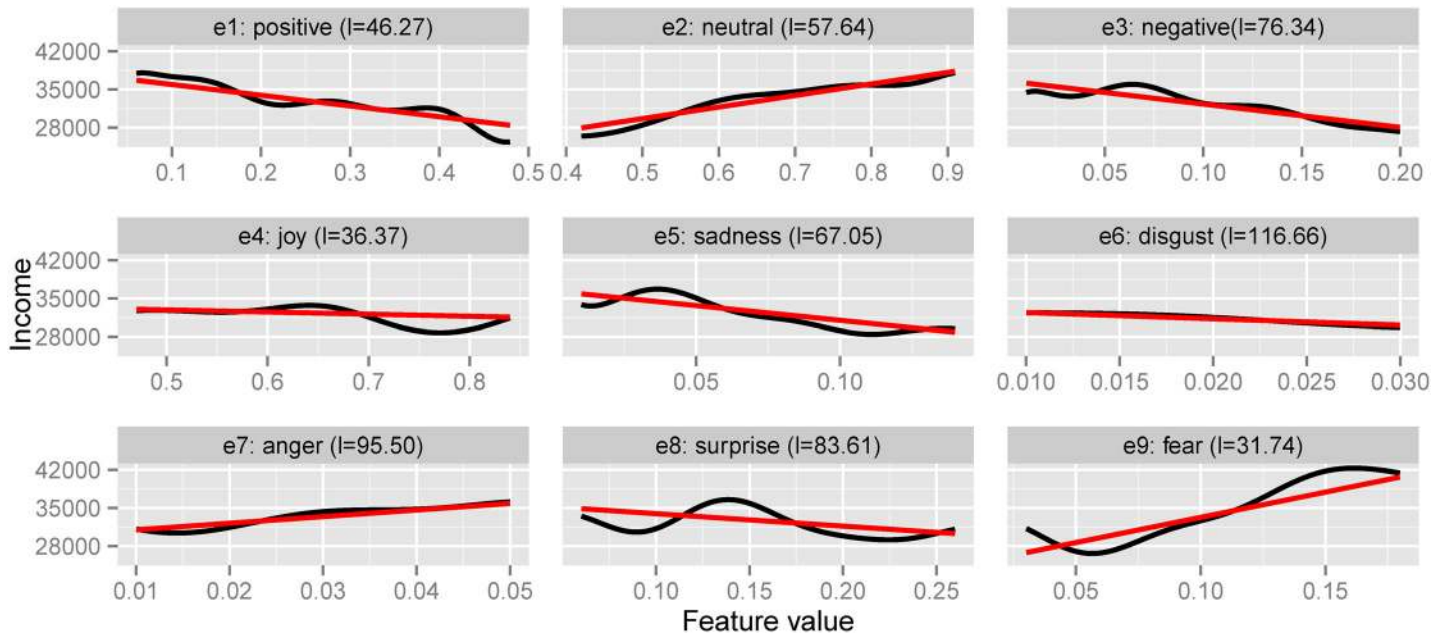 e1: positive (l=46.27)
e2: neutral (l=57.64)
e3: negative(l=76.34)
42000
35000
28000
0.1 0.2 0.3 0.4 0.5
0.4 0.5 0.6 0.7 0.8 0.9
0.05 0.10 0.15 0.20
e4: joy (l=36.37)
e5: sadness (l=67.05)
e6: disgust (l=116.66)
42000
35000
28000
Income
0.5 0.6 0.7 0.8
0.05 0.10
0.010 0.015 0.020 0.025 0.030
e7: anger (l=95.50)
e8: surprise (l=83.61)
e9: fear (l=31.74)
42000
35000
28000
0.01 0.02 0.03 0.04 0.05
0.10 0.15 0.20 0.25
0.05 0.10 0.15
Feature value